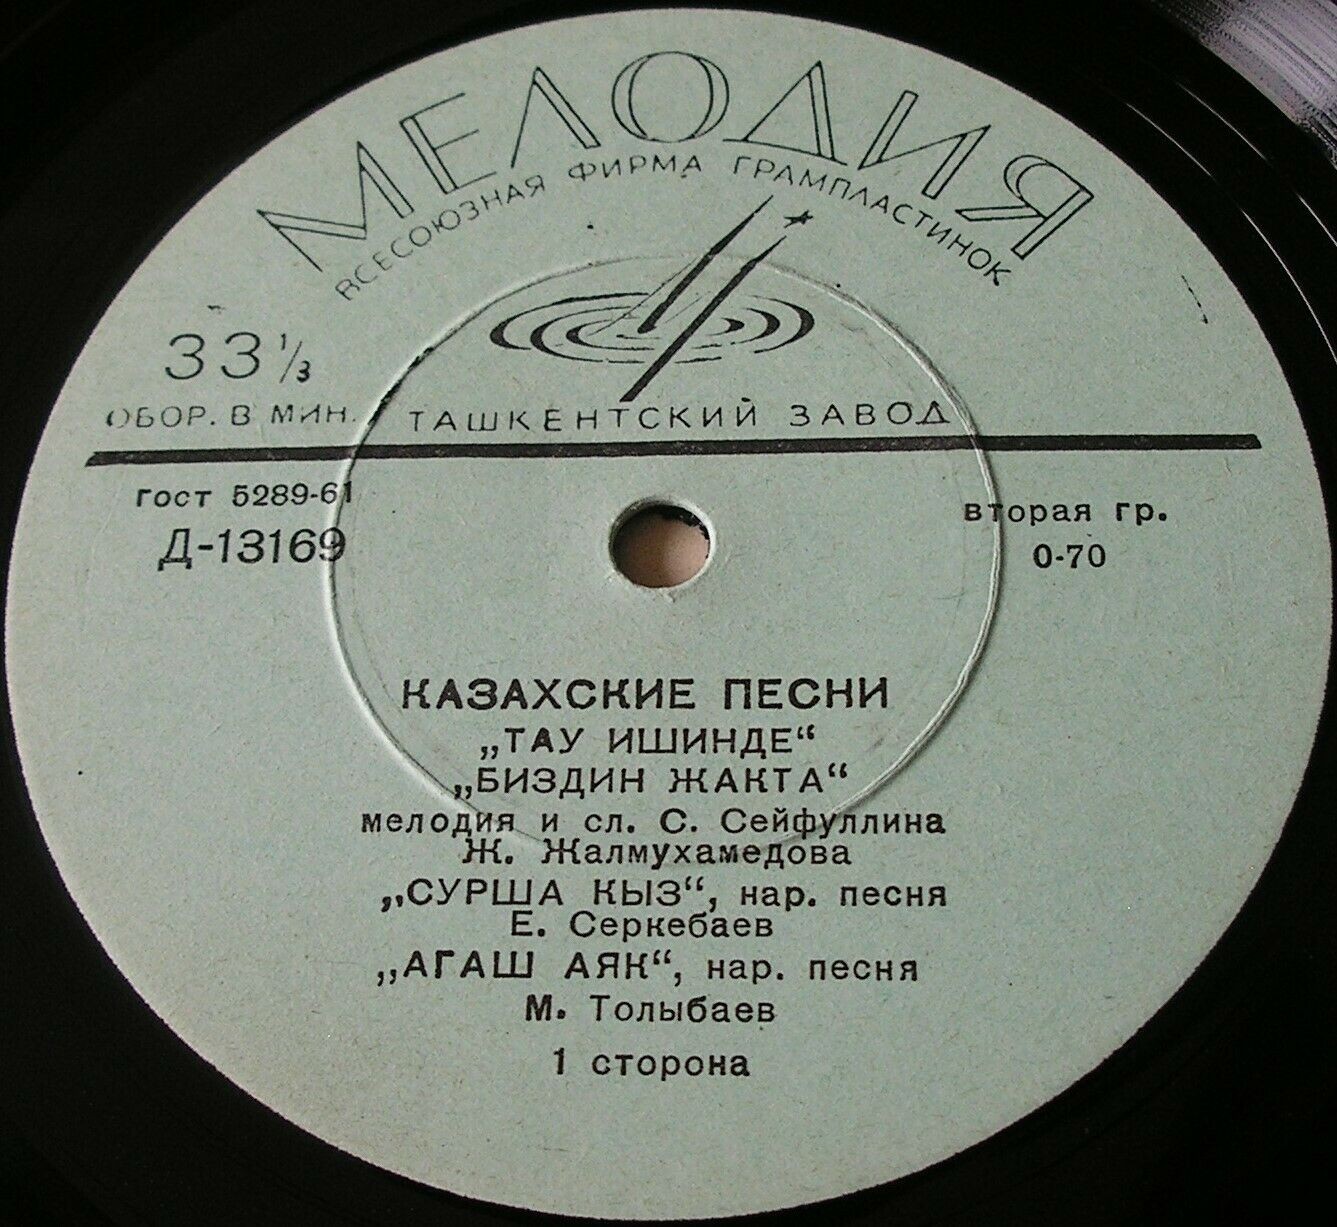 МЕЛОДИЯ
ВСЕСОЮЗНАЯ ФИРМА ГРАМПЛАСТИНОК
33 1/3
ОБОР. В МИН.
ТАШКЕНТСКИЙ ЗАВОД
ГОСТ 5289-61
Д-13169
вторая гр.
0-70
КАЗАХСКИЕ ПЕСНИ
„ТАУ ИШИНДЕ“
„БИЗДИН ЖАКТА“
мелодия и сл. С. Сейфуллина
Ж. Жалмухамедова
„СУРША КЫЗ“, нар. песня
Е. Серкебаев
„АГАШ АЯК“, нар. песня
М. Толыбаев
1 сторона